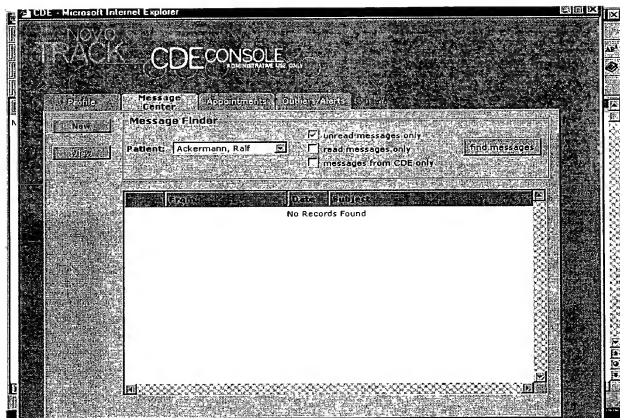 CDE - Microsoft Internet Explorer
NOVO
TRACK
CDECONSOLE
ADMINISTRATIVE USE ONLY
Profile
Message
Center
Appointments
Outliers/Alerts
New
Message Finder
Patient:
Ackermann, Ralf
unread messages only
read messages only
messages from CDE only
find messages
From
Date
Subject
No Records Found